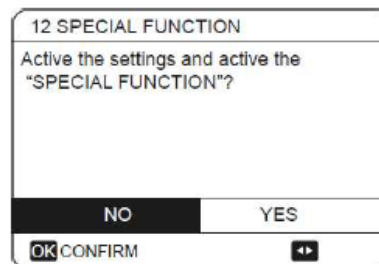 12 SPECIAL FUNCTION
Active the settings and active the
“SPECIAL FUNCTION”?
NO YES
OK CONFIRM